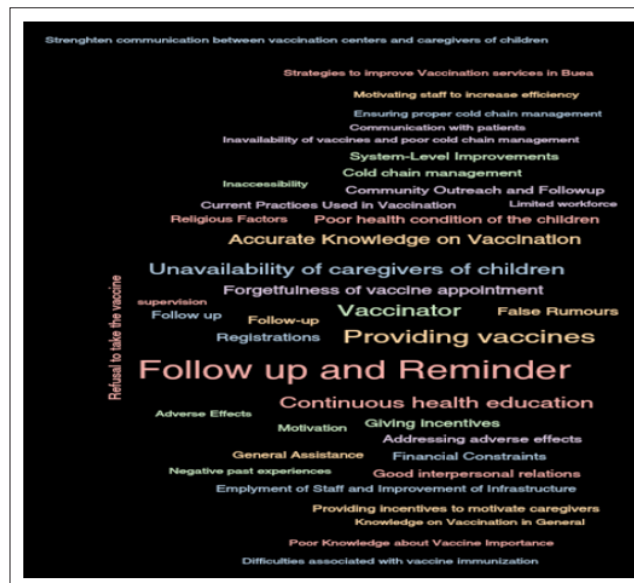 Strenghten communication between vaccination centers and caregivers of children
Strategies to improve Vaccination services in Buea
Motivating staff to increase efficiency
Ensuring proper cold chain management
Communication with patients
Inavailability of vaccines and poor cold chain management
System-Level Improvements
Cold chain management
Inaccessibility
Community Outreach and Followup
Current Practices Used in Vaccination
Limited workforce
Religious Factors
Poor health condition of the children
Accurate Knowledge on Vaccination
Unavailability of caregivers of children
Forgetfulness of vaccine appointment
Refusal to take the vaccine
supervision
Vaccinator
False Rumours
Follow up
Follow-up
Registrations
Providing vaccines
Follow up and Reminder
Continuous health education
Adverse Effects
Motivation
Giving incentives
Addressing adverse effects
General Assistance
Financial Constraints
Negative past experiences
Good interpersonal relations
Emplyment of Staff and Improvement of Infrastructure
Providing incentives to motivate caregivers
Knowledge on Vaccination in General
Poor Knowledge about Vaccine Importance
Difficulties associated with vaccine immunization